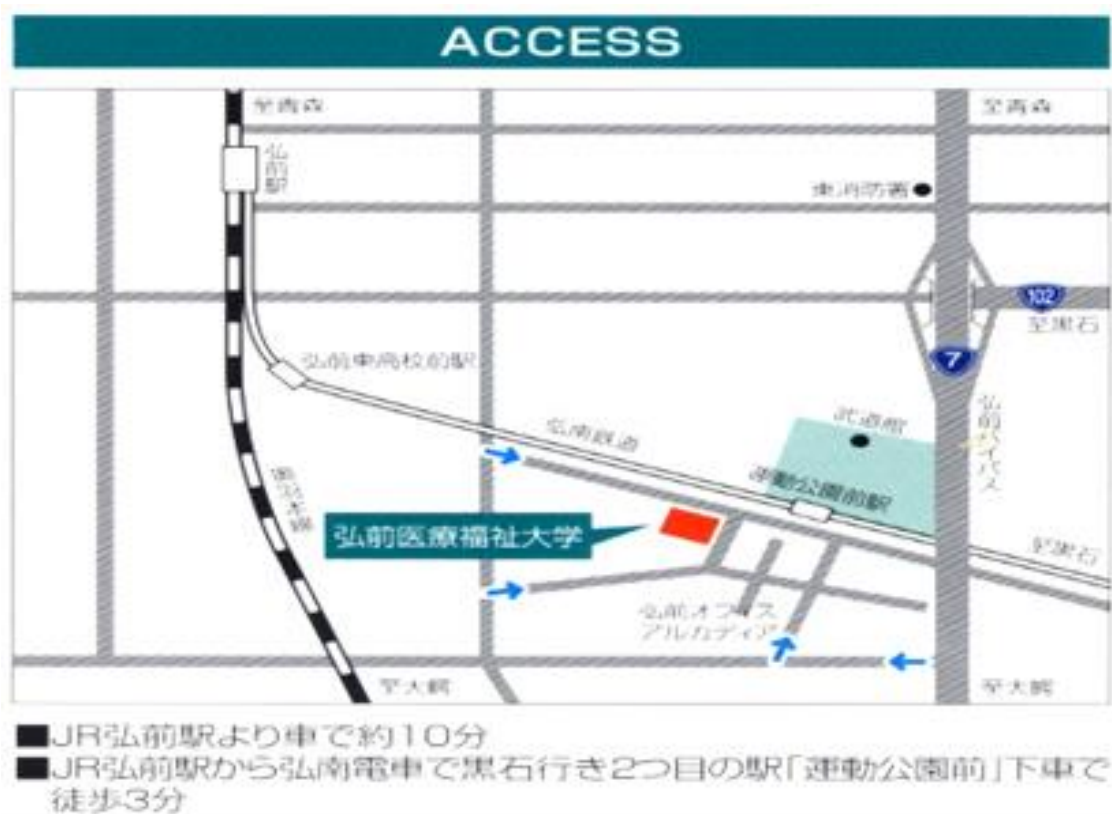 ACCESS
至青森
至青森
弘前駅
東消防署
102
至黒石
弘前東高校前駅
7
武道館
弘前バイパス
弘南鉄道
運動公園前駅
奥羽本線
弘前医療福祉大学
至黒石
弘前オフィス
アルカディア
至大鰐
至大鰐
■JR弘前駅より車で約10分
■JR弘前駅から弘南電車で黒石行き2つ目の駅「運動公園前」下車で
徒歩3分